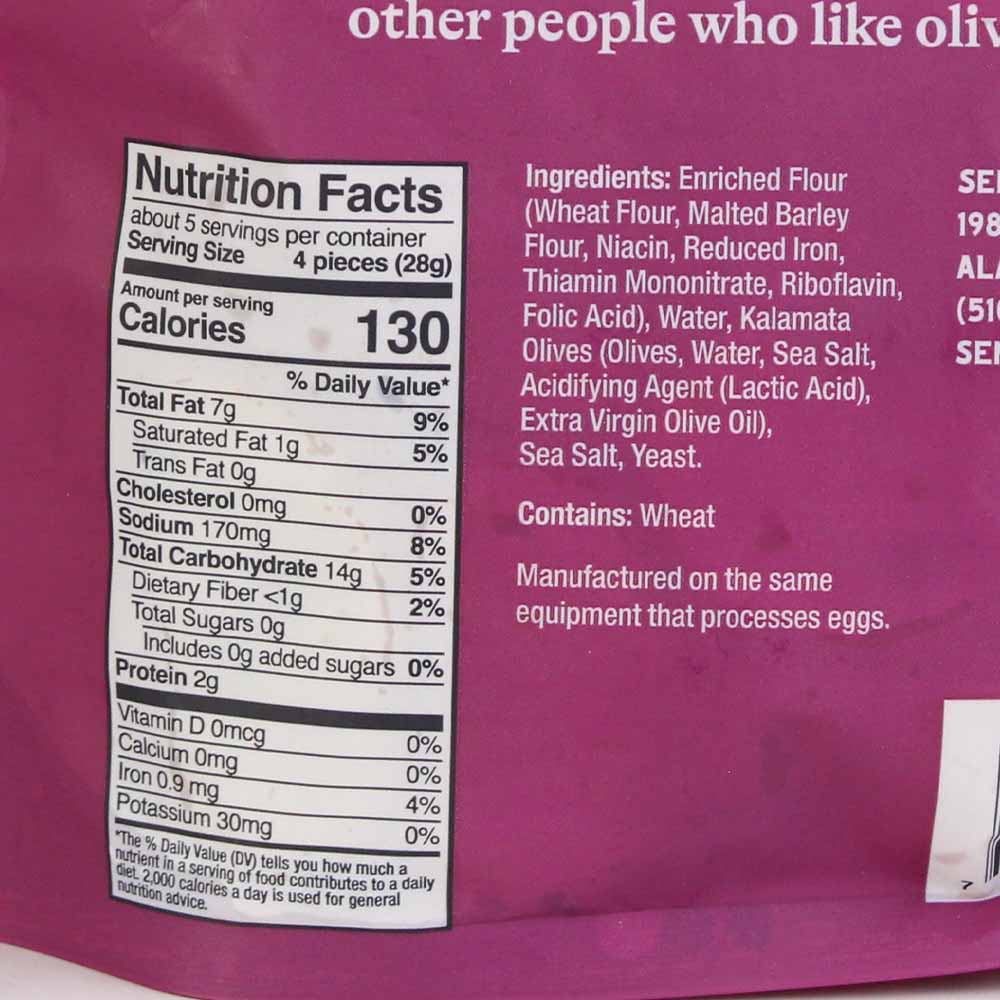 other people who like
Nutrition Facts
about 5 servings per container
Serving Size 4 pieces (28g)
Amount per serving
Calories 130
% Daily Value*
Total Fat 7g 9%
Saturated Fat 1g 5%
Trans Fat 0g
Cholesterol 0mg 0%
Sodium 170mg 8%
Total Carbohydrate 14g 5%
Dietary Fiber <1g 2%
Total Sugars 0g
Includes 0g added sugars 0%
Protein 2g
Vitamin D 0mcg 0%
Calcium 0mg 0%
Iron 0.9 mg 4%
Potassium 30mg 0%
*The % Daily Value (DV) tells you how much a
nutrient in a serving of food contributes to a daily
diet. 2,000 calories a day is used for general
nutrition advice.
Ingredients: Enriched Flour
(Wheat Flour, Malted Barley
Flour, Niacin, Reduced Iron,
Thiamin Mononitrate, Riboflavin,
Folic Acid), Water, Kalamata
Olives (Olives, Water, Sea Salt,
Acidifying Agent (Lactic Acid),
Extra Virgin Olive Oil),
Sea Salt, Yeast.
Contains: Wheat
Manufactured on the same
equipment that processes eggs.
7